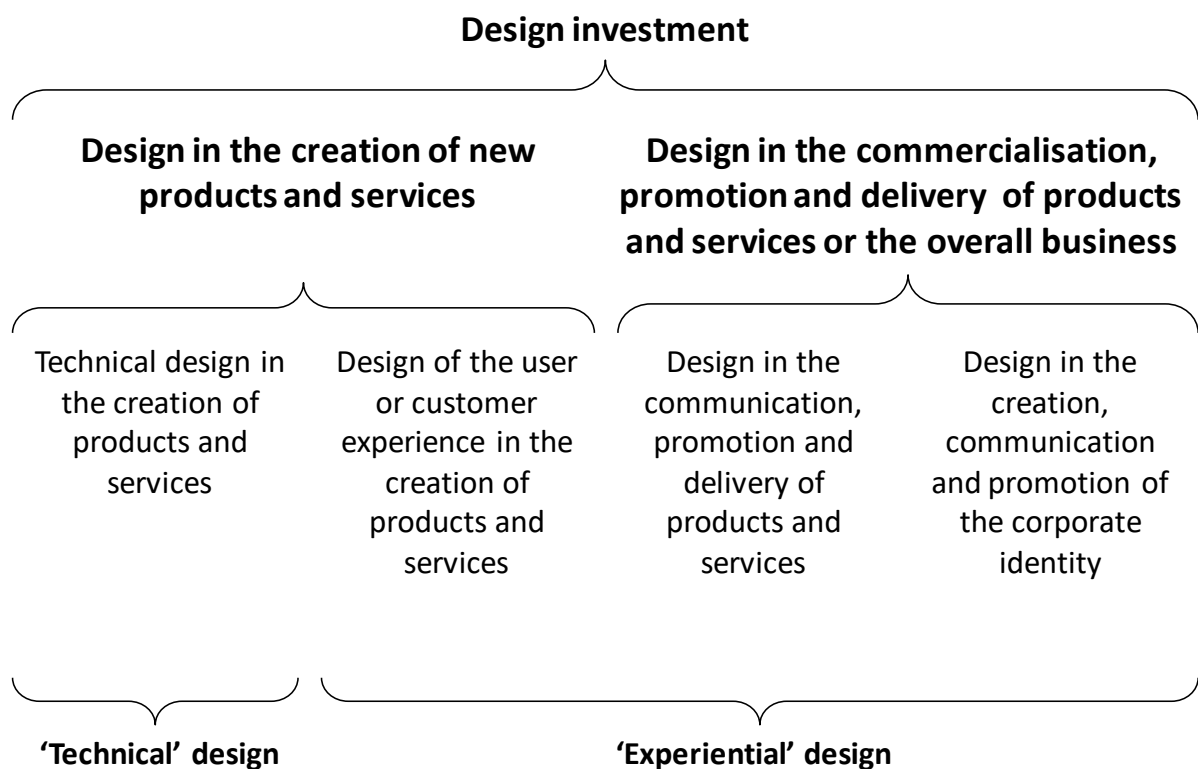 Design investment
Design in the creation of new
products and services
Design in the commercialisation,
promotion and delivery of products
and services or the overall business
Technical design in
the creation of
products and
services
Design of the user
or customer
experience in the
creation of
products and
services
Design in the
communication,
promotion and
delivery of
products and
services
Design in the
creation,
communication
and promotion of
the corporate
identity
‘Technical’ design
‘Experiential’ design